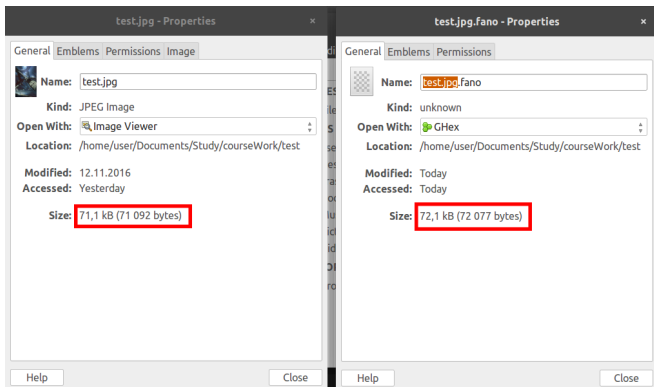 test.jpg - Properties
×
General Emblems Permissions Image
Name: test.jpg
Kind: JPEG Image
Open With: Image Viewer
Location: /home/user/Documents/Study/courseWork/test
Modified: 12.11.2016
Accessed: Yesterday
Size: 71,1 kB (71 092 bytes)
Help
Close
test.jpg.fano - Properties
×
General Emblems Permissions
Name: test.jpg.fano
Kind: unknown
Open With: GHex
Location: /home/user/Documents/Study/courseWork/test
Modified: Today
Accessed: Today
Size: 72,1 kB (72 077 bytes)
Help
Close